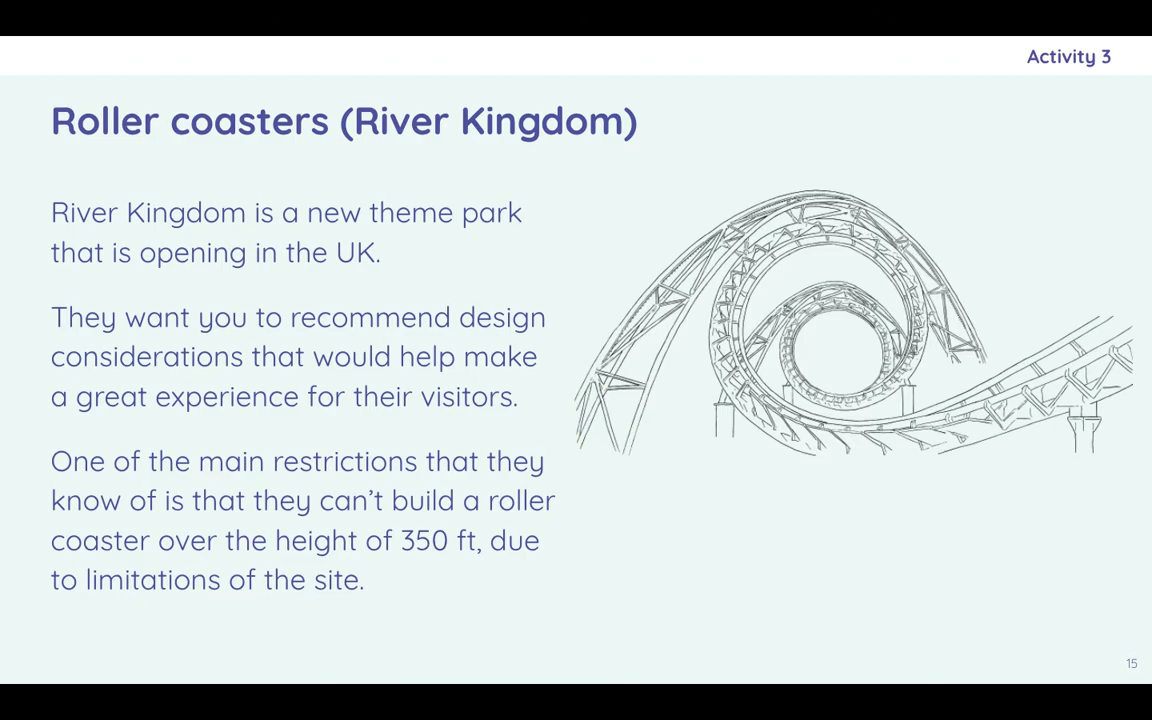 Activity 3
Roller coasters (River Kingdom)
River Kingdom is a new theme park
that is opening in the UK.
They want you to recommend design
considerations that would help make
a great experience for their visitors.
One of the main restrictions that they
know of is that they can’t build a roller
coaster over the height of 350 ft, due
to limitations of the site.
15